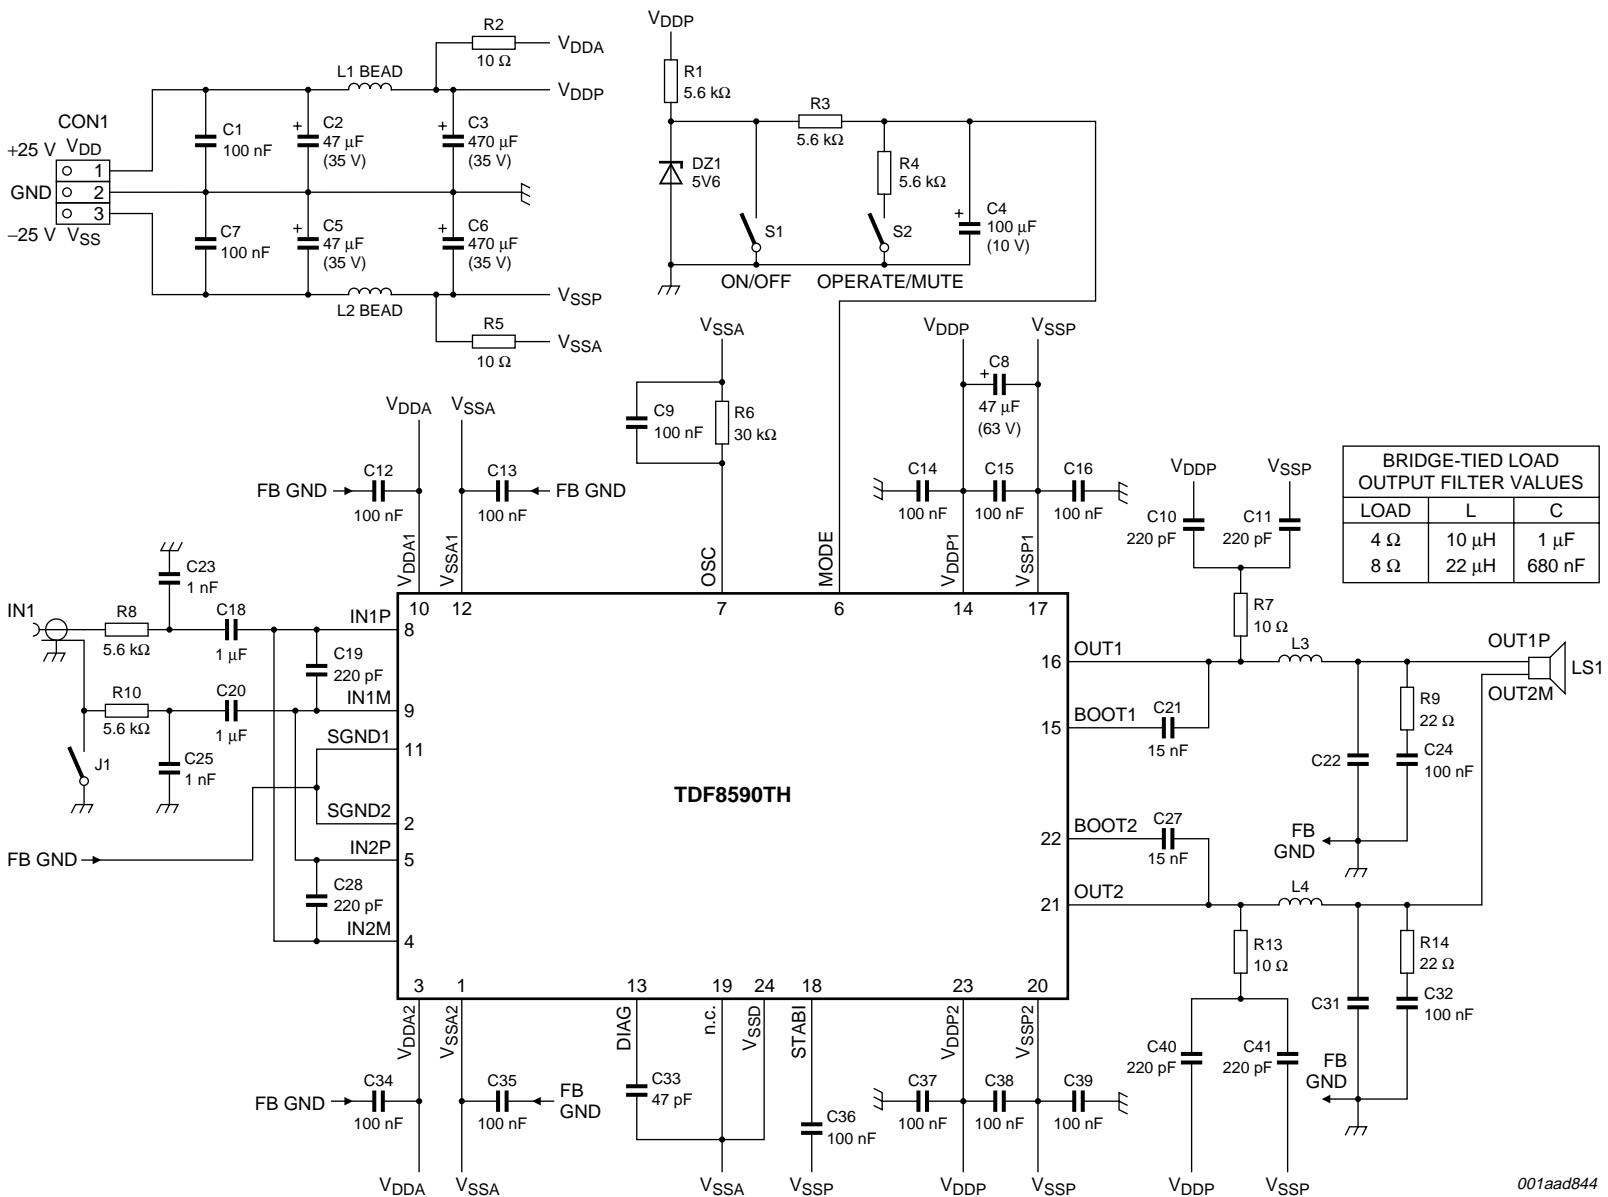 R2
10 Ω
VDDA
L1 BEAD
VDDP
CON1
+25 V VDD
1
GND
2
3
−25 V VSS
C1
100 nF
C2
47 μF
(35 V)
+
C3
470 μF
(35 V)
+
C7
100 nF
C5
47 μF
(35 V)
+
C6
470 μF
(35 V)
+
L2 BEAD
VSSP
R5
10 Ω
VSSA
VDDP
R1
5.6 kΩ
R3
5.6 kΩ
DZ1
5V6
R4
5.6 kΩ
S1
S2
C4
100 μF
(10 V)
+
ON/OFF
OPERATE/MUTE
VSSA
C9
100 nF
R6
30 kΩ
VDDP
VSSP
C8
+
47 μF
(63 V)
C14
100 nF
C15
100 nF
C16
100 nF
VDDA
VSSA
C12
FB GND
100 nF
C13
FB GND
100 nF
VDDP
VSSP
C10
220 pF
C11
220 pF
R7
10 Ω
BRIDGE-TIED LOAD
OUTPUT FILTER VALUES
LOAD L C
4 Ω 10 μH 1 μF
8 Ω 22 μH 680 nF
VDDA1
VSSA1
OSC
MODE
VDDP1
VSSP1
10
12
7
6
14
17
IN1
C23
1 nF
R8
5.6 kΩ
C18
1 μF
IN1P
8
C19
220 pF
R10
5.6 kΩ
C20
1 μF
IN1M
9
J1
C25
1 nF
SGND1
11
SGND2
2
FB GND
IN2P
5
C28
220 pF
IN2M
4
TDF8590TH
16
OUT1
L3
OUT1P
LS1
OUT2M
15
BOOT1
C21
15 nF
R9
22 Ω
C22
C24
100 nF
FB
GND
22
BOOT2
C27
15 nF
21
OUT2
L4
R13
10 Ω
R14
22 Ω
C31
C32
100 nF
FB
GND
C40
220 pF
C41
220 pF
VDDP
VSSP
3
1
13
19
24
18
23
20
VDDA2
VSSA2
DIAG
n.c.
VSSD
STABI
VDDP2
VSSP2
C34
FB GND
100 nF
C35
FB
GND
100 nF
C33
47 pF
C36
100 nF
C37
100 nF
C38
100 nF
C39
100 nF
VDDA
VSSA
VSSA
VSSP
VDDP
VSSP
001aad844